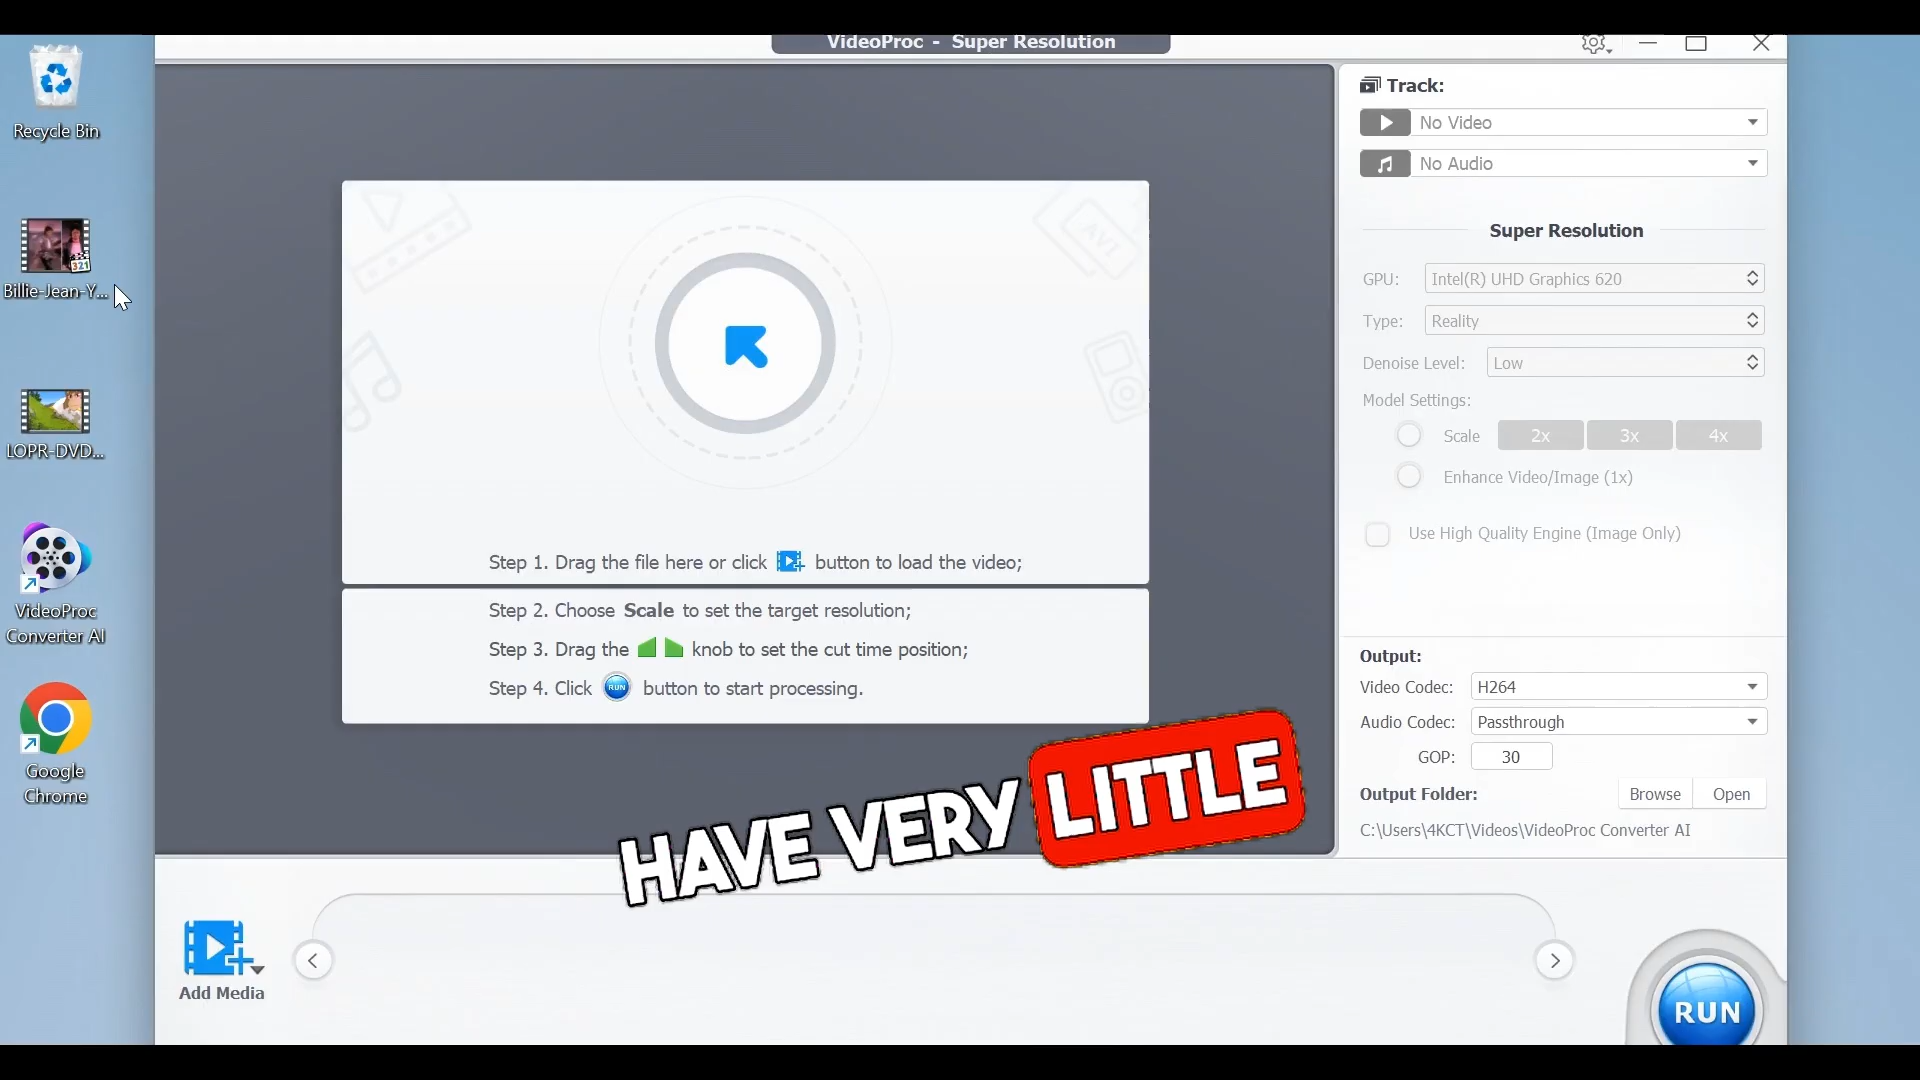 VideoProc - Super Resolution
Recycle Bin
Billie-Jean-Y...
LOPR-DVD...
VideoProc
Converter AI
Google
Chrome
AVI
Step 1. Drag the file here or click button to load the video;
Step 2. Choose Scale to set the target resolution;
Step 3. Drag the knob to set the cut time position;
Step 4. Click RUN button to start processing.
HAVE VERY LITTLE
Add Media
Track:
No Video
No Audio
Super Resolution
GPU: Intel(R) UHD Graphics 620
Type: Reality
Denoise Level: Low
Model Settings:
Scale 2x 3x 4x
Enhance Video/Image (1x)
Use High Quality Engine (Image Only)
Output:
Video Codec: H264
Audio Codec: Passthrough
GOP: 30
Output Folder: Browse Open
C:\Users\4KCT\Videos\VideoProc Converter AI
RUN